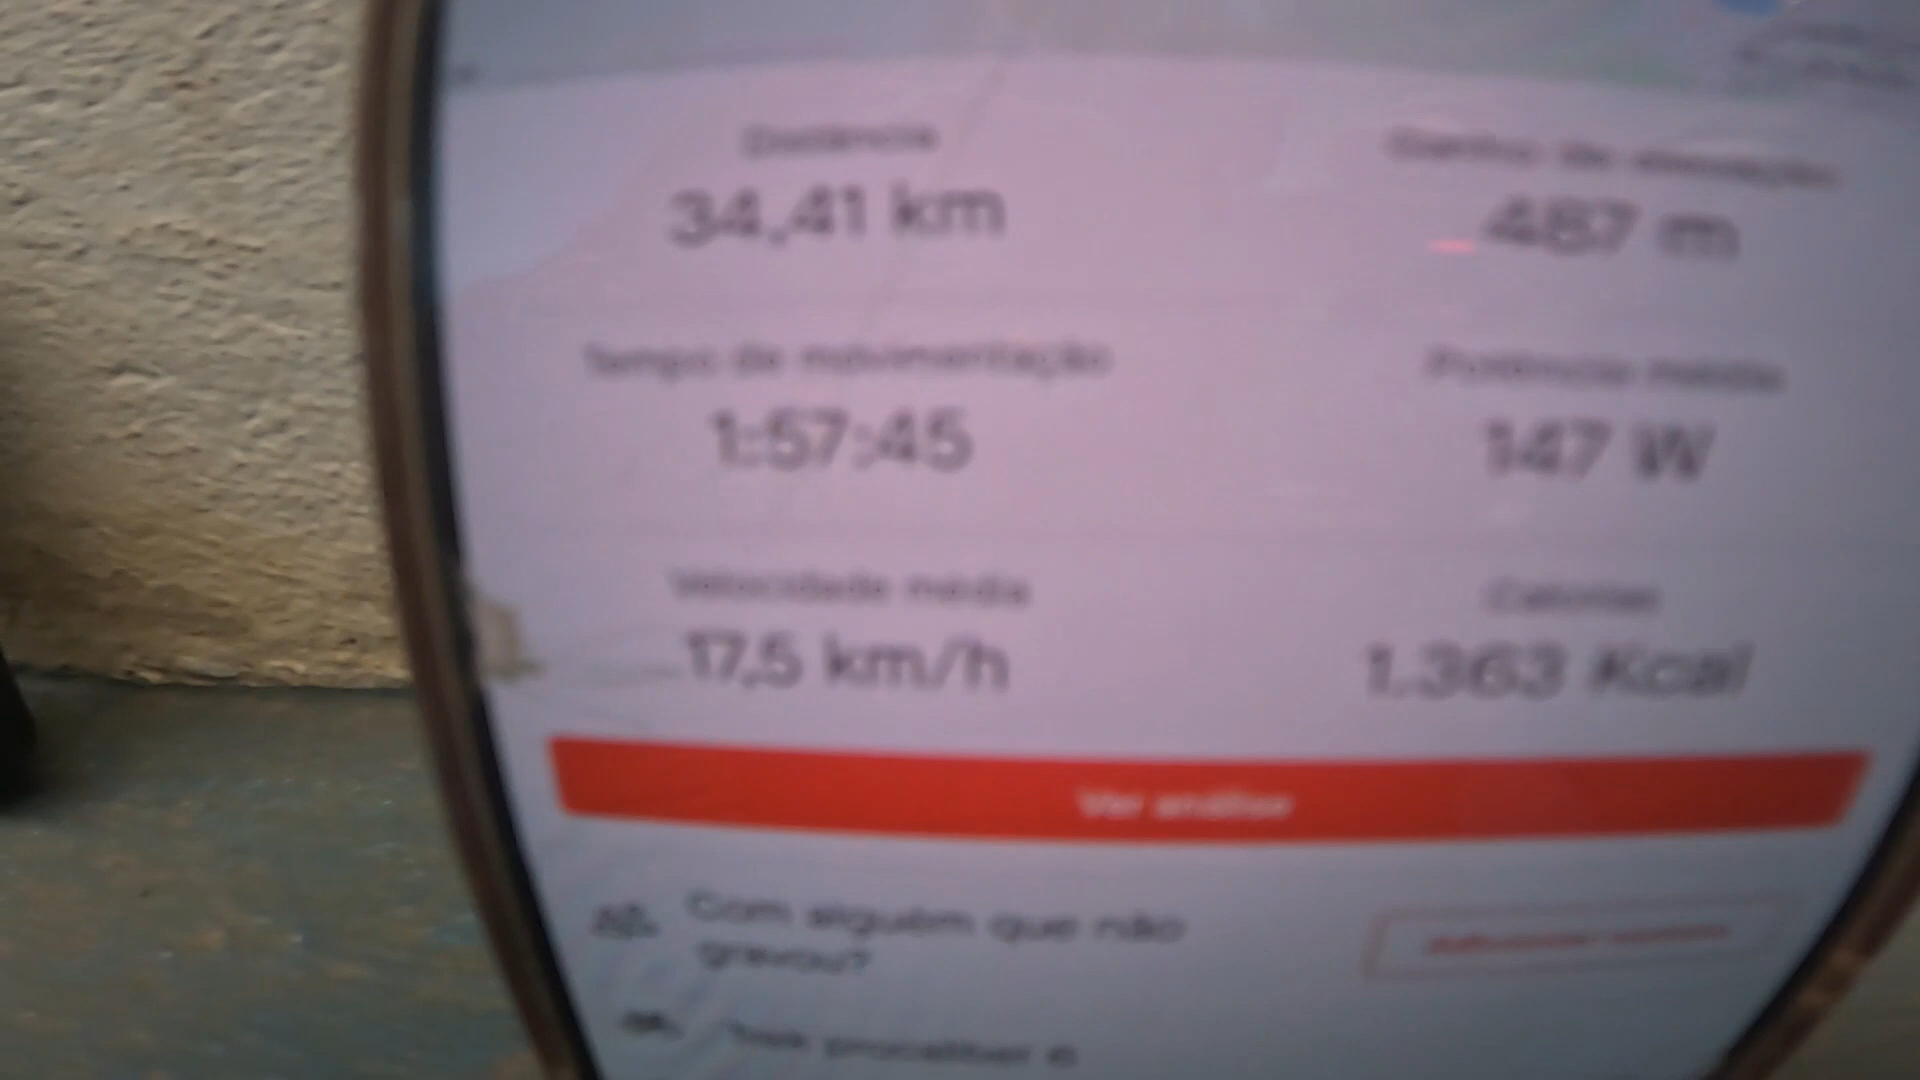 Distância
34,41 km
Ganho de elevação
487 m
Tempo de movimentação
1:57:45
Potência média
147 W
Velocidade média
17,5 km/h
Calorias
1.363 Kcal
Ver análise
Com alguém que não
gravou?
Adicionar